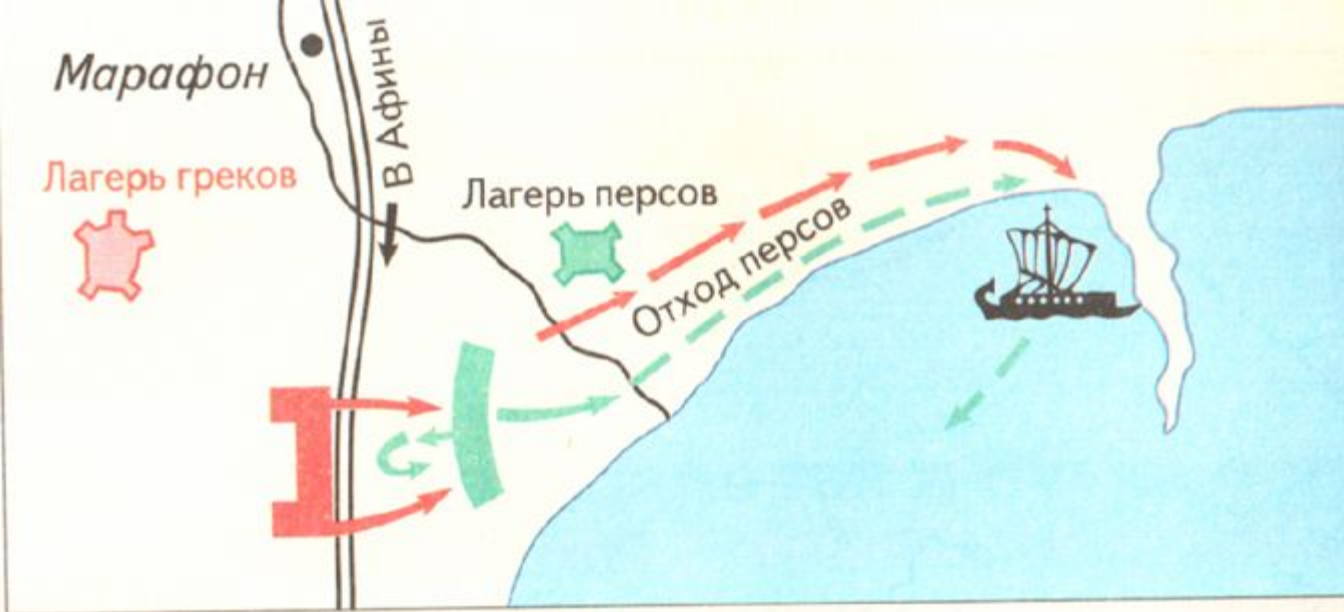 Марафон
В Афины
Лагерь греков
Лагерь персов
Отход персов